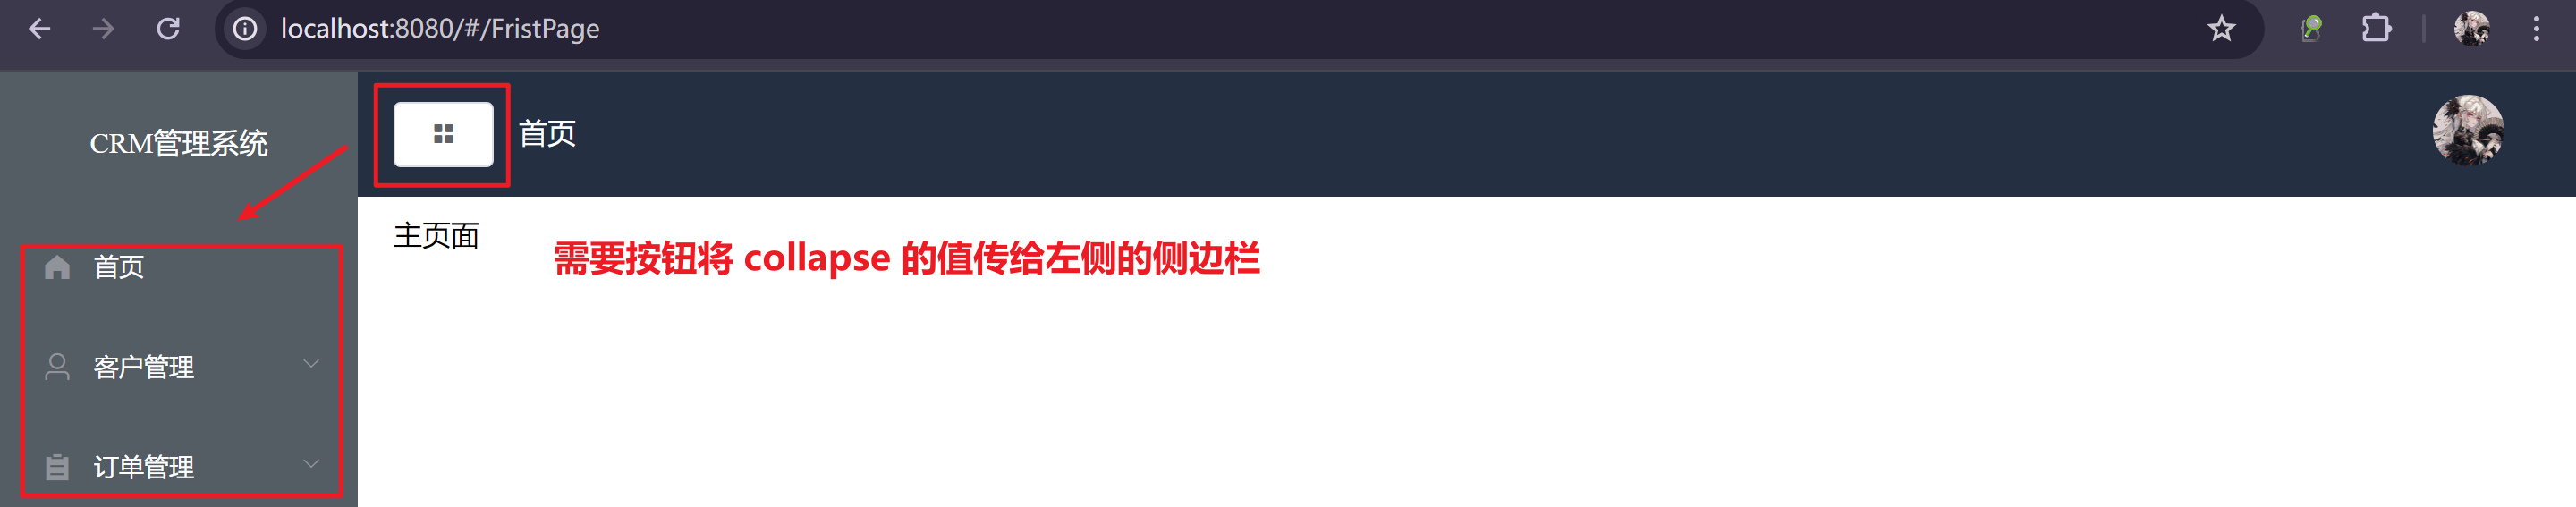 localhost:8080/#/FristPage
CRM管理系统
首页
首页
客户管理
订单管理
主页面
需要按钮将 collapse 的值传给左侧的侧边栏